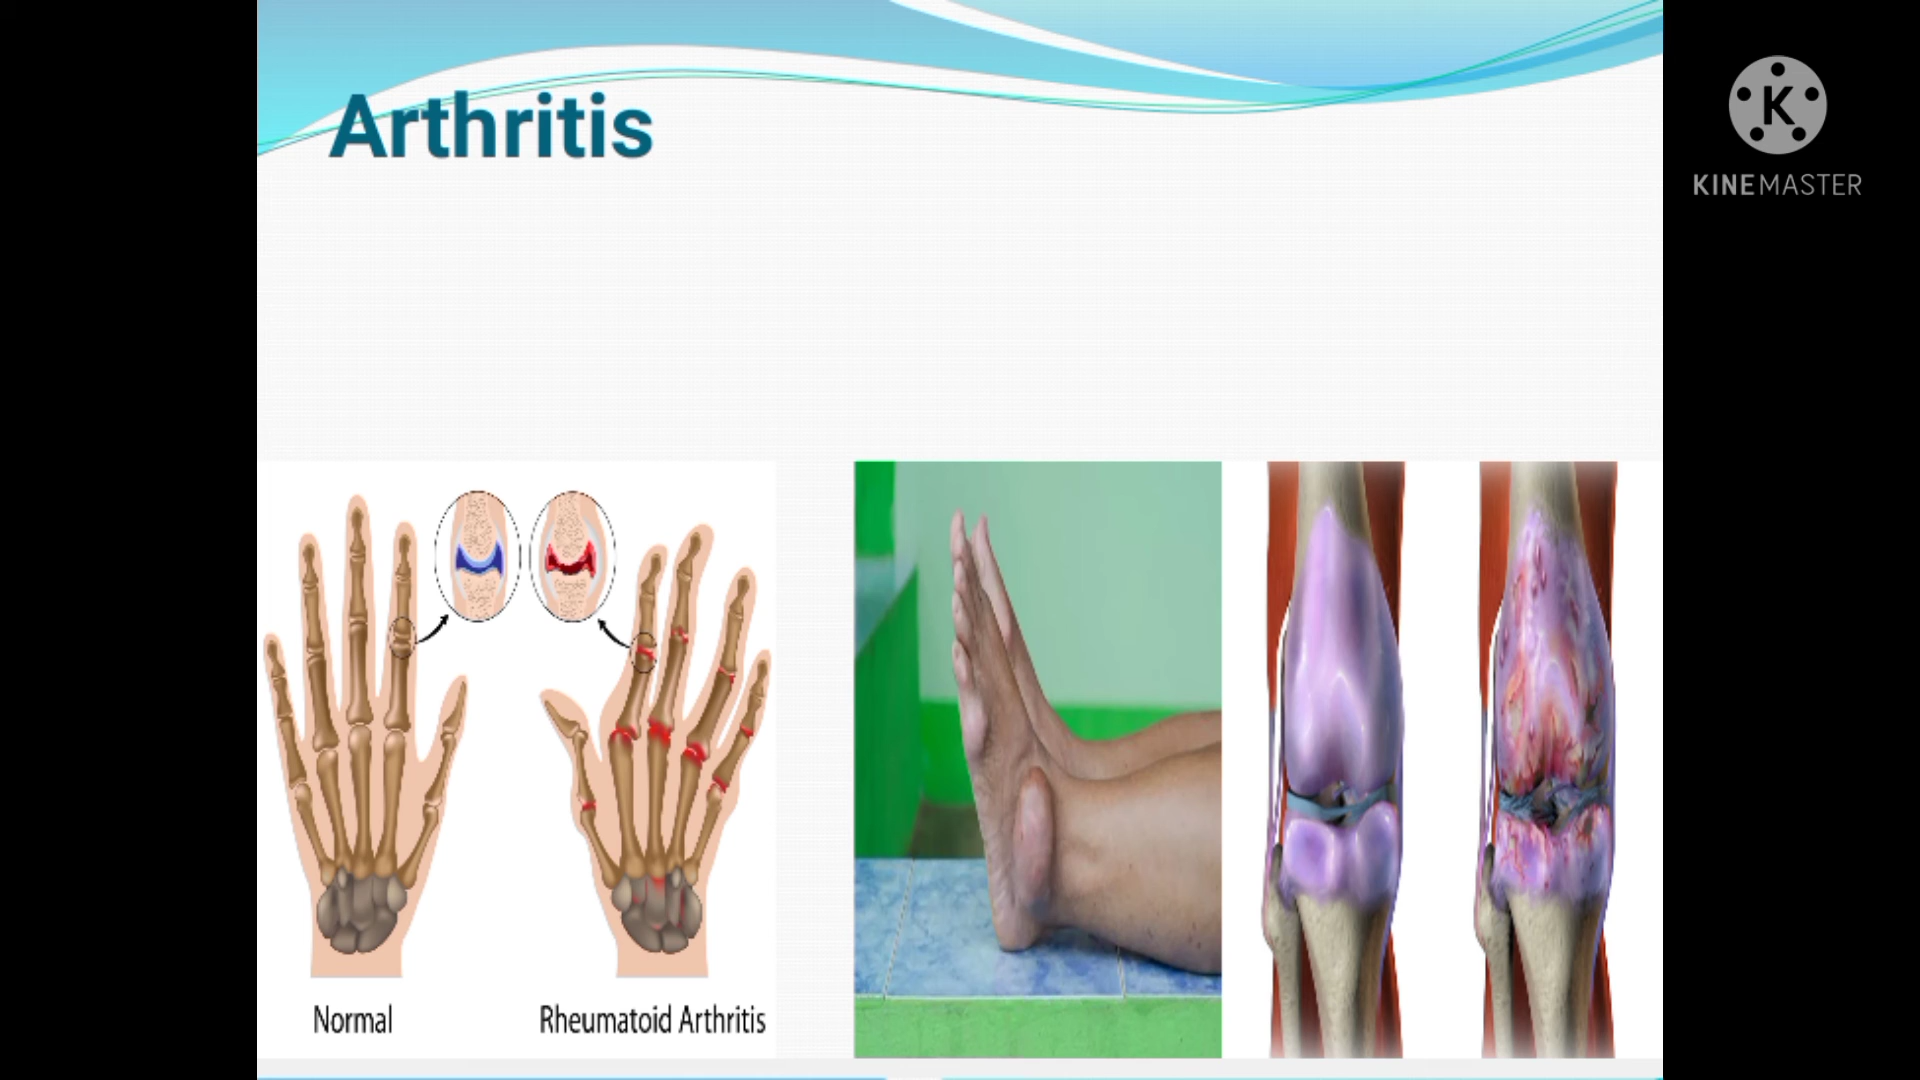 Arthritis
K
KINEMASTER
Normal
Rheumatoid Arthritis